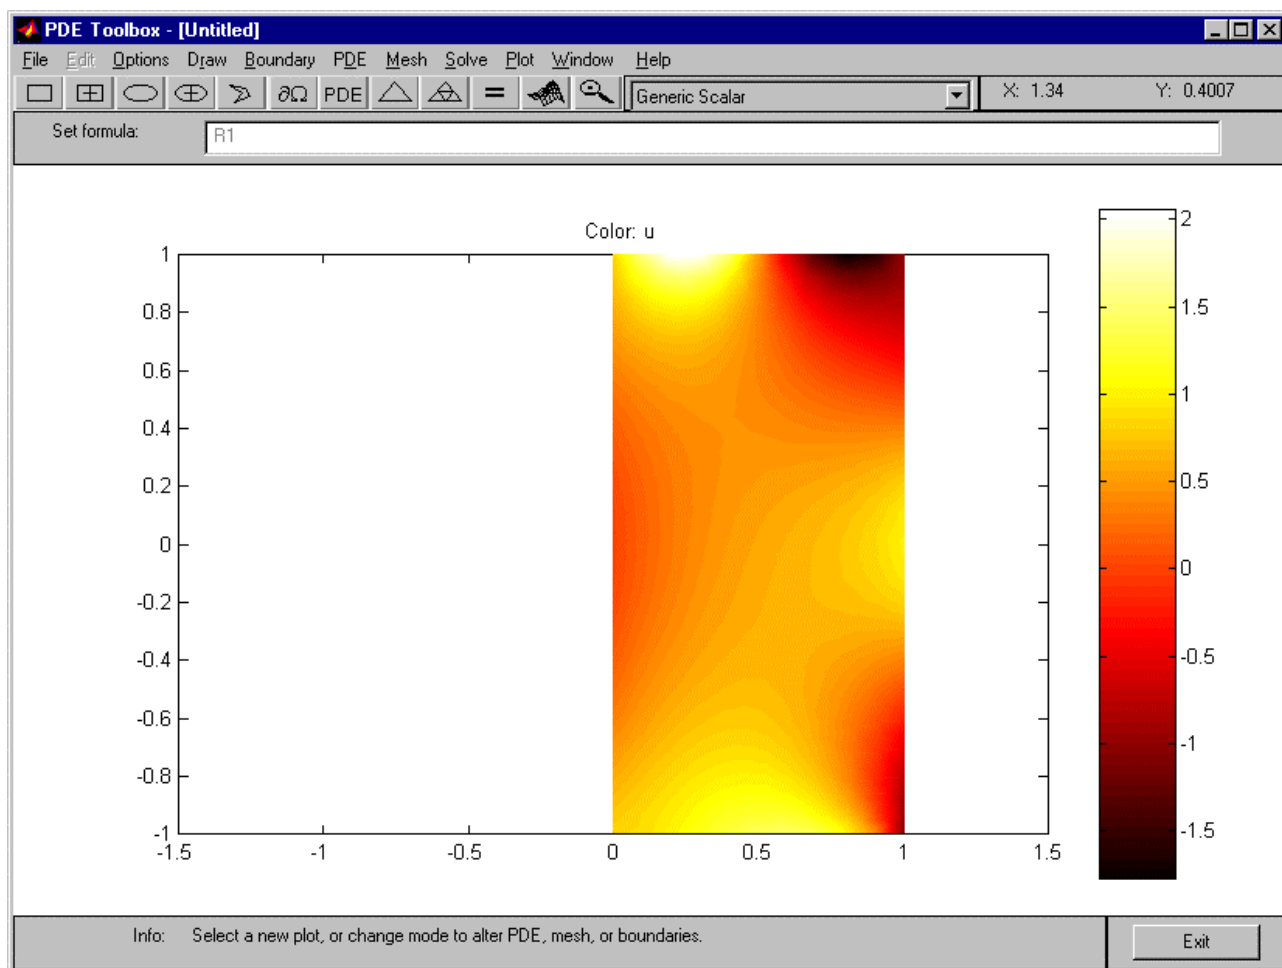 PDE Toolbox - [Untitled]
File Edit Options Draw Boundary PDE Mesh Solve Plot Window Help
∂Ω PDE = Generic Scalar X: 1.34 Y: 0.4007
Set formula: R1
Color: u
1
0.8
0.6
0.4
0.2
0
-0.2
-0.4
-0.6
-0.8
-1
-1.5 -1 -0.5 0 0.5 1 1.5
2
1.5
1
0.5
0
-0.5
-1
-1.5
Info: Select a new plot, or change mode to alter PDE, mesh, or boundaries.
Exit